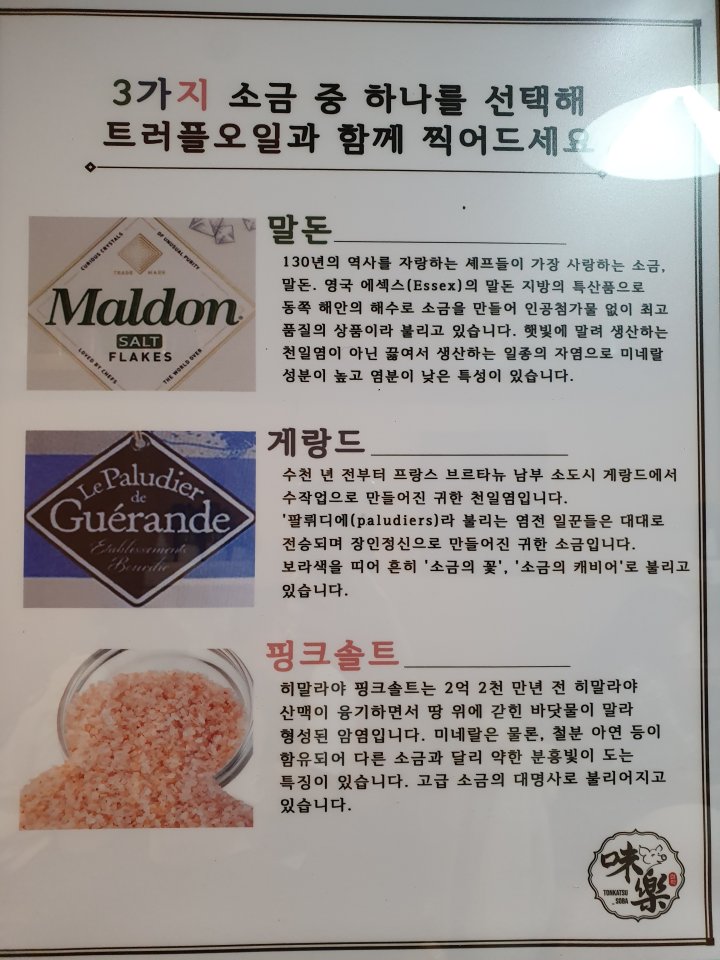 3가지 소금 중 하나를 선택해
트러플오일과 함께 찍어드세요
말돈
CURIOUS CRYSTALS
OF UNUSUAL PURITY
TRADE MARK
Maldon
SALT
FLAKES
LOVED BY CHEFS
THE WORLD OVER
130년의 역사를 자랑하는 셰프들이 가장 사랑하는 소금,
말돈. 영국 에섹스(Essex)의 말돈 지방의 특산품으로
동쪽 해안의 해수로 소금을 만들어 인공첨가물 없이 최고
품질의 상품이라 불리고 있습니다. 햇빛에 말려 생산하는
천일염이 아닌 끓여서 생산하는 일종의 자염으로 미네랄
성분이 높고 염분이 낮은 특성이 있습니다.
게랑드
Le Paludier
de
Guérande
Etablissements
수천 년 전부터 프랑스 브르타뉴 남부 소도시 게랑드에서
수작업으로 만들어진 귀한 천일염입니다.
'팔뤼디에(paludiers)라 불리는 염전 일꾼들은 대대로
전승되며 장인정신으로 만들어진 귀한 소금입니다.
보라색을 띠어 흔히 '소금의 꽃', '소금의 캐비어'로 불리고
있습니다.
핑크솔트
히말라야 핑크솔트는 2억 2천 만년 전 히말라야
산맥이 융기하면서 땅 위에 갇힌 바닷물이 말라
형성된 암염입니다. 미네랄은 물론, 철분 아연 등이
함유되어 다른 소금과 달리 약한 분홍빛이 도는
특징이 있습니다. 고급 소금의 대명사로 불리어지고
있습니다.
味
樂
TONKATSU
. SOBA